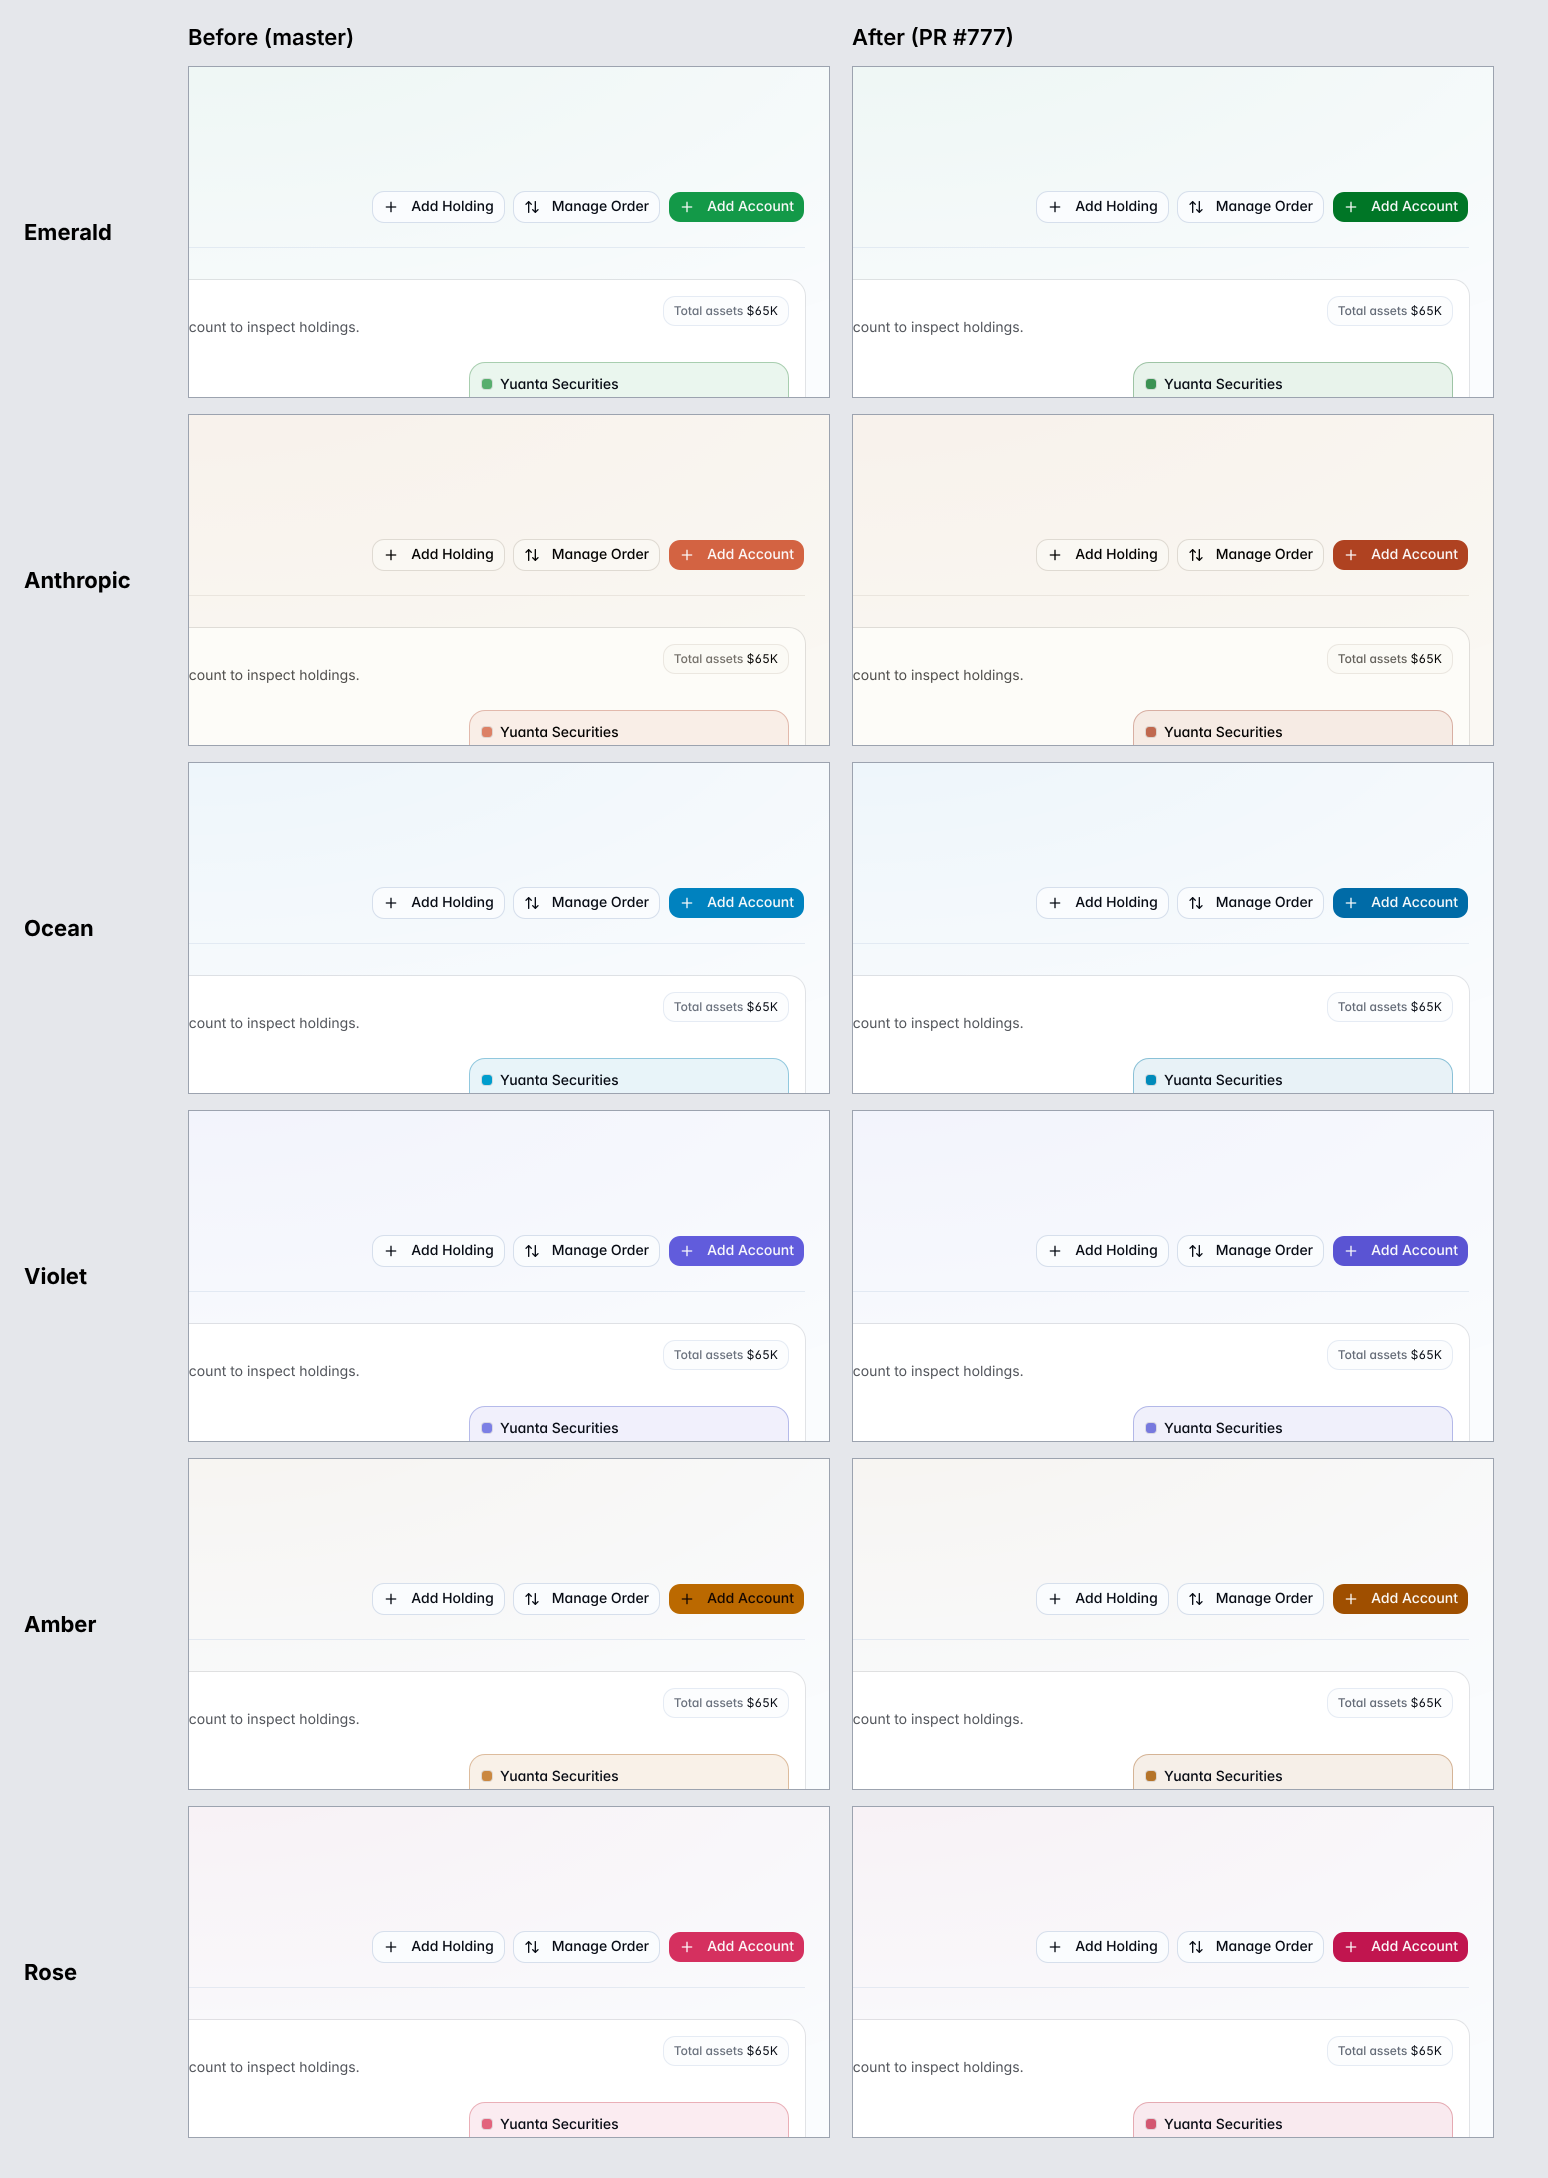 Before (master) After (PR #777)
Emerald
Add Holding Manage Order Add Account Add Holding Manage Order Add Account
Total assets $65K Total assets $65K
count to inspect holdings. count to inspect holdings.
Yuanta Securities Yuanta Securities
Anthropic
Add Holding Manage Order Add Account Add Holding Manage Order Add Account
Total assets $65K Total assets $65K
count to inspect holdings. count to inspect holdings.
Yuanta Securities Yuanta Securities
Ocean
Add Holding Manage Order Add Account Add Holding Manage Order Add Account
Total assets $65K Total assets $65K
count to inspect holdings. count to inspect holdings.
Yuanta Securities Yuanta Securities
Violet
Add Holding Manage Order Add Account Add Holding Manage Order Add Account
Total assets $65K Total assets $65K
count to inspect holdings. count to inspect holdings.
Yuanta Securities Yuanta Securities
Amber
Add Holding Manage Order Add Account Add Holding Manage Order Add Account
Total assets $65K Total assets $65K
count to inspect holdings. count to inspect holdings.
Yuanta Securities Yuanta Securities
Rose
Add Holding Manage Order Add Account Add Holding Manage Order Add Account
Total assets $65K Total assets $65K
count to inspect holdings. count to inspect holdings.
Yuanta Securities Yuanta Securities